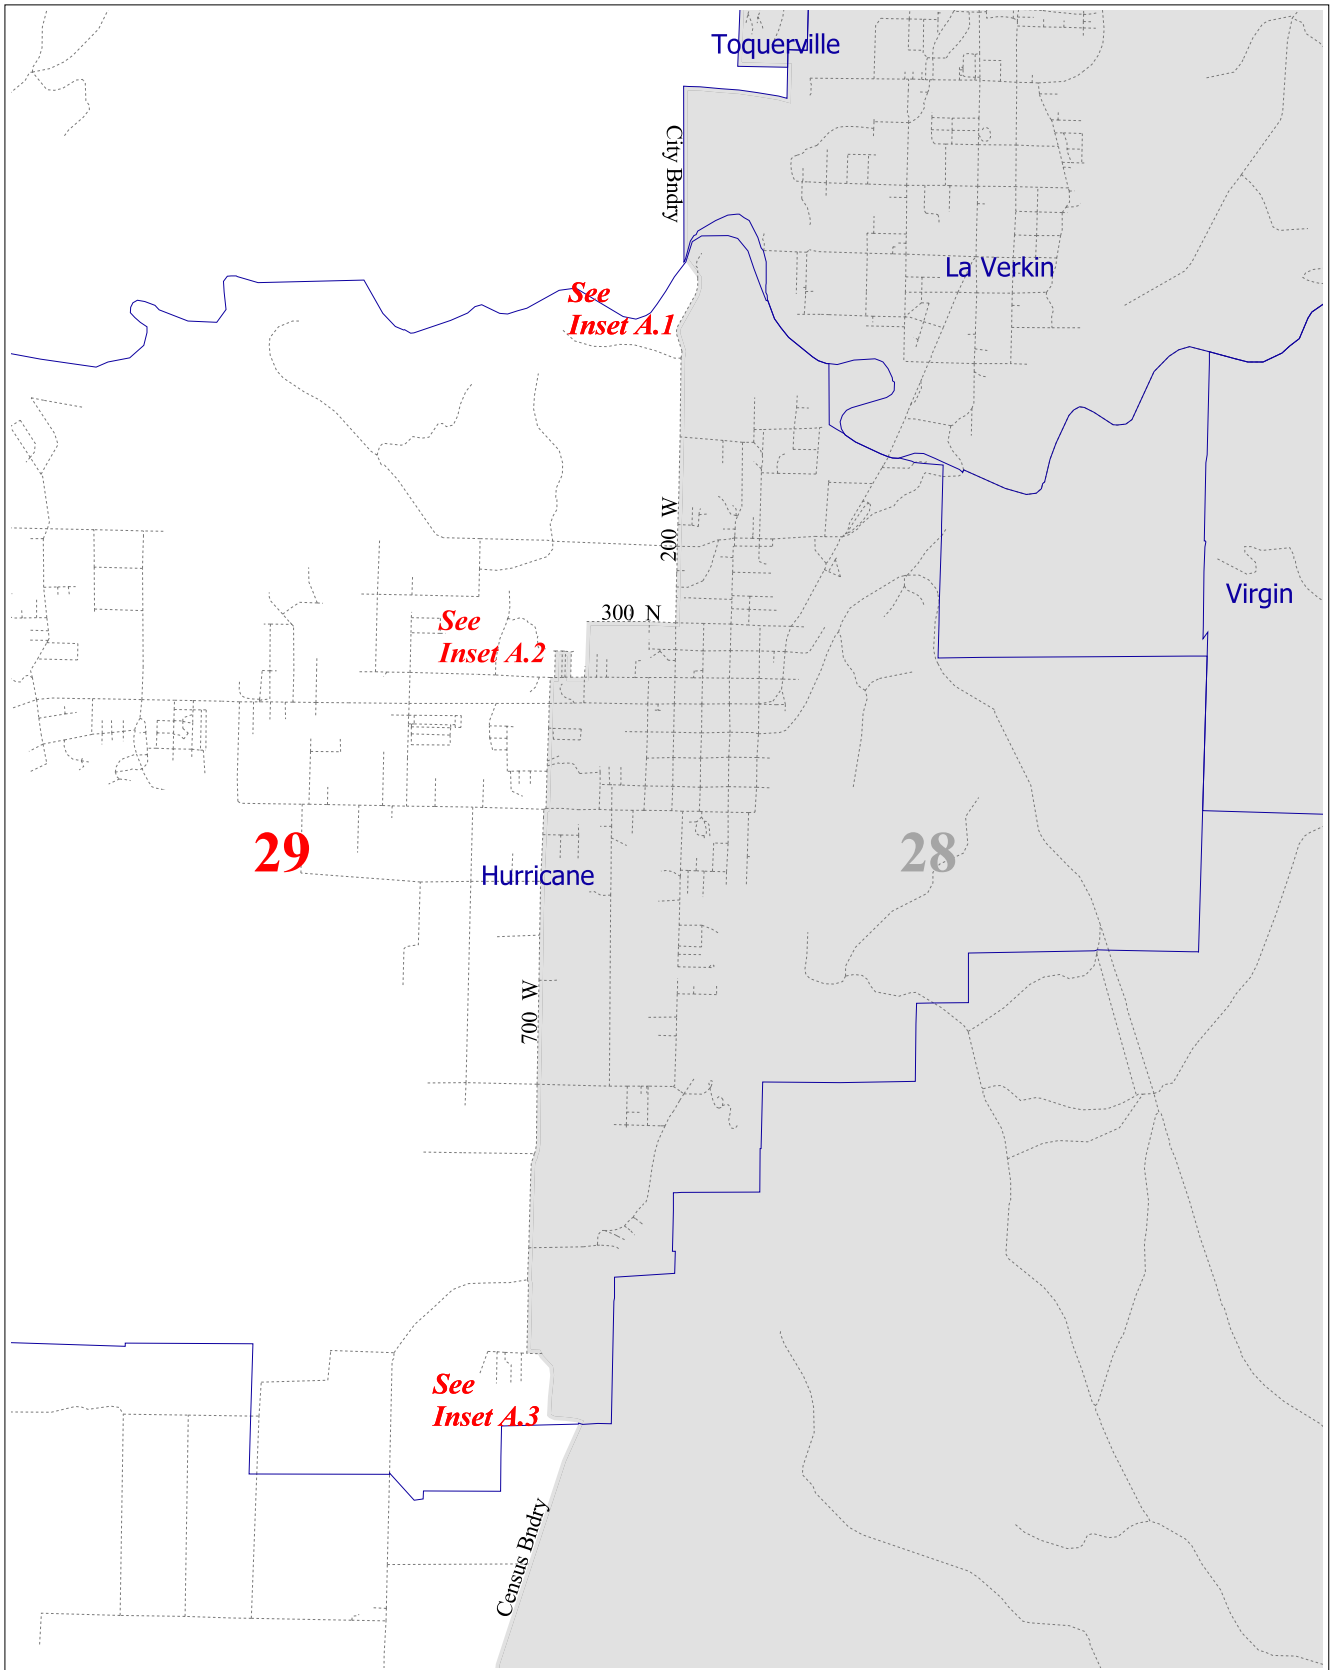 Toquerville
City Bndry
La Verkin
See
Inset A.1
200 W
Virgin
300 N
See
Inset A.2
29
28
Hurricane
700 W
See
Inset A.3
Census Bndry